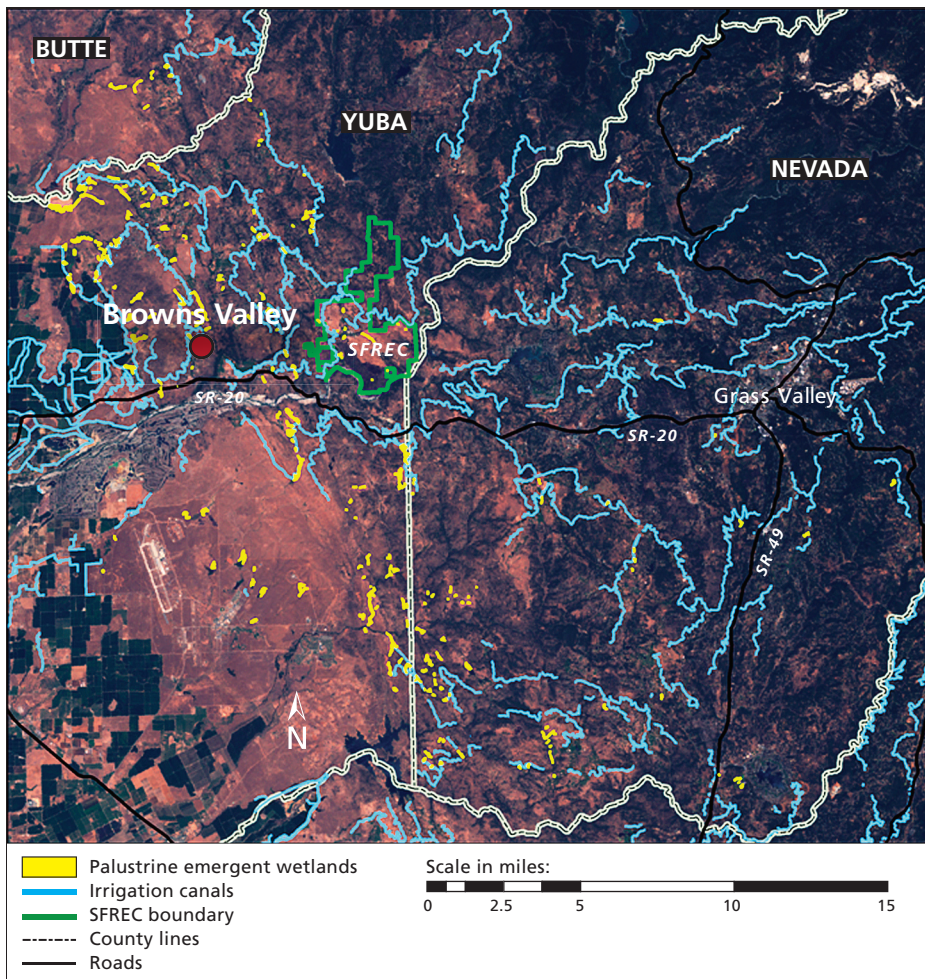 BUTTE
YUBA
NEVADA
Browns Valley
SFREC
SR-20
Grass Valley
SR-20
SR-49
N
Palustrine emergent wetlands
Irrigation canals
SFREC boundary
County lines
Roads
Scale in miles:
0 2.5 5 10 15